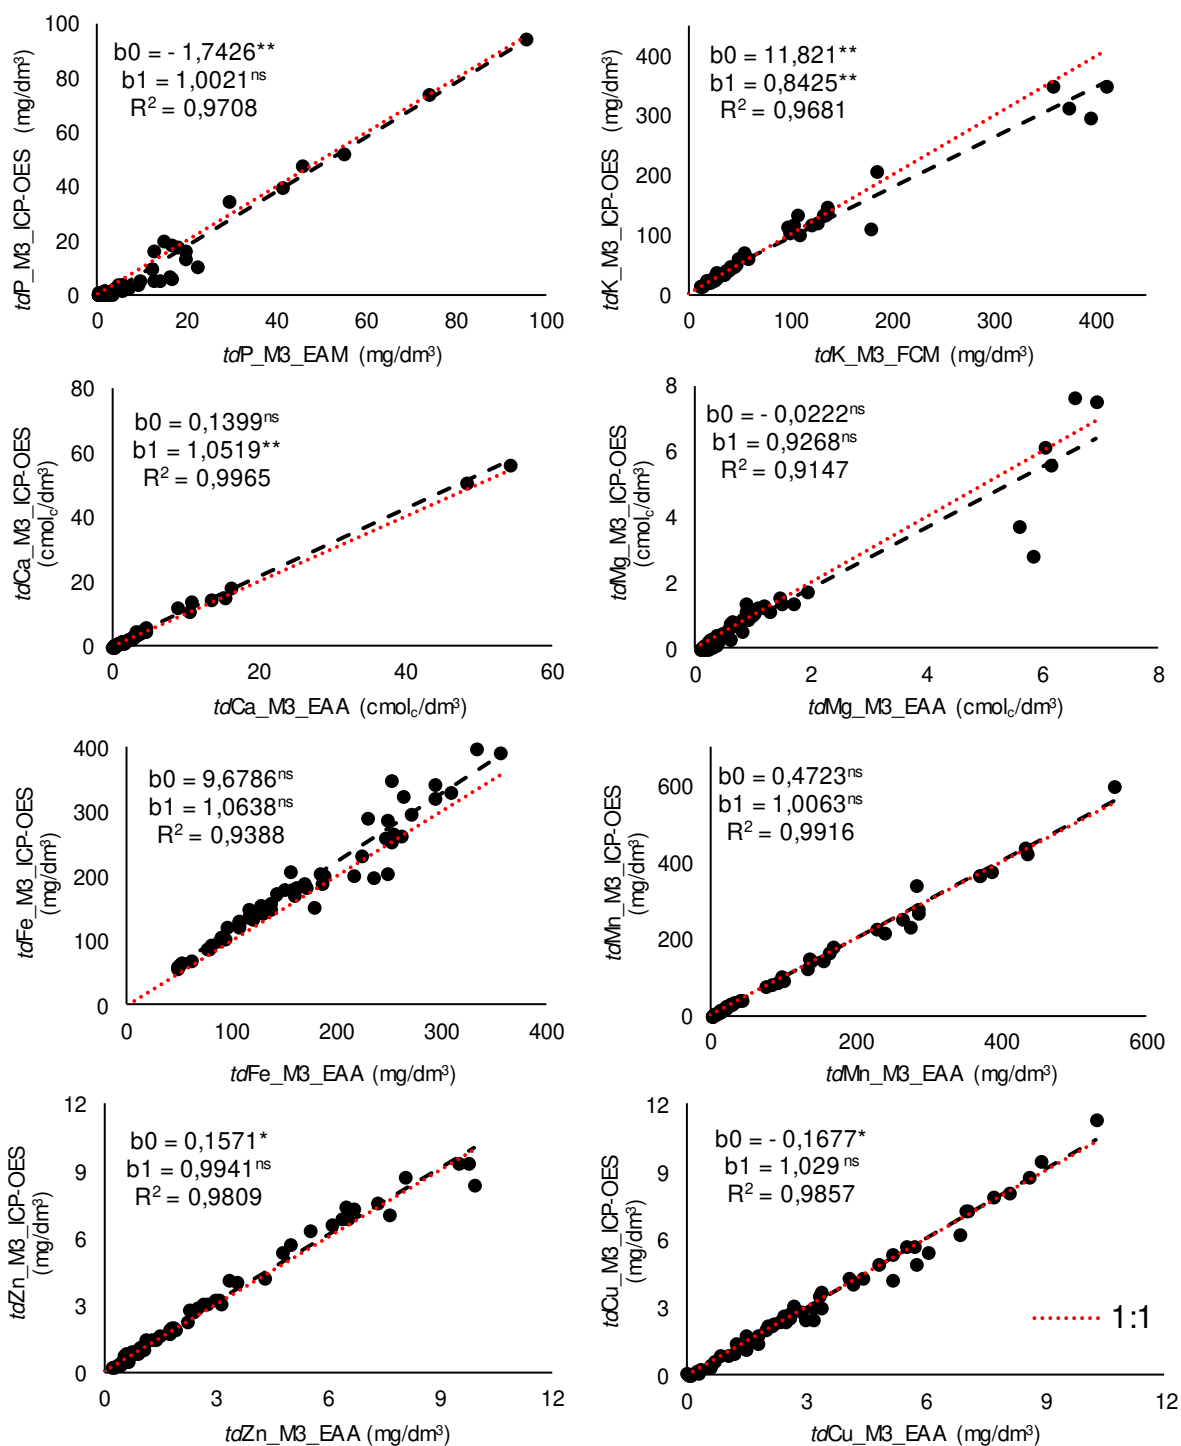 100
80
60
40
20
0
tdP_M3_ICP-OES (mg/dm³)
b0 = - 1,7426**
b1 = 1,0021ns
R² = 0,9708
0 20 40 60 80 100
tdP_M3_EAM (mg/dm³)
400
300
200
100
0
tdK_M3_ICP-OES (mg/dm³)
b0 = 11,821**
b1 = 0,8425**
R² = 0,9681
0 100 200 300 400
tdK_M3_FCM (mg/dm³)
80
60
40
20
0
tdCa_M3_ICP-OES
(cmolc/dm³)
b0 = 0,1399ns
b1 = 1,0519**
R² = 0,9965
0 20 40 60
tdCa_M3_EAA (cmolc/dm³)
8
6
4
2
0
tdMg_M3_ICP-OES
(cmolc/dm³)
b0 = - 0,0222ns
b1 = 0,9268ns
R² = 0,9147
0 2 4 6 8
tdMg_M3_EAA (cmolc/dm³)
400
300
200
100
0
tdFe_M3_ICP-OES
(mg/dm³)
b0 = 9,6786ns
b1 = 1,0638ns
R² = 0,9388
0 100 200 300 400
tdFe_M3_EAA (mg/dm³)
600
400
200
0
tdMn_M3_ICP-OES
(mg/dm³)
b0 = 0,4723ns
b1 = 1,0063ns
R² = 0,9916
0 200 400 600
tdMn_M3_EAA (mg/dm³)
12
9
6
3
0
tdZn_M3_ICP-OES
(mg/dm³)
b0 = 0,1571*
b1 = 0,9941ns
R² = 0,9809
0 3 6 9 12
tdZn_M3_EAA (mg/dm³)
12
9
6
3
0
tdCu_M3_ICP-OES
(mg/dm³)
b0 = - 0,1677*
b1 = 1,029 ns
R² = 0,9857
1:1
0 3 6 9 12
tdCu_M3_EAA (mg/dm³)